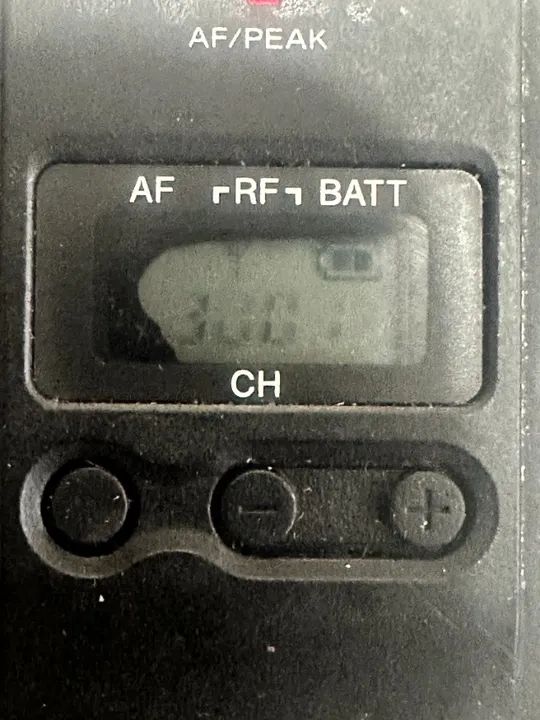 AF/PEAK
AF ┌RF┐ BATT
CH
− +